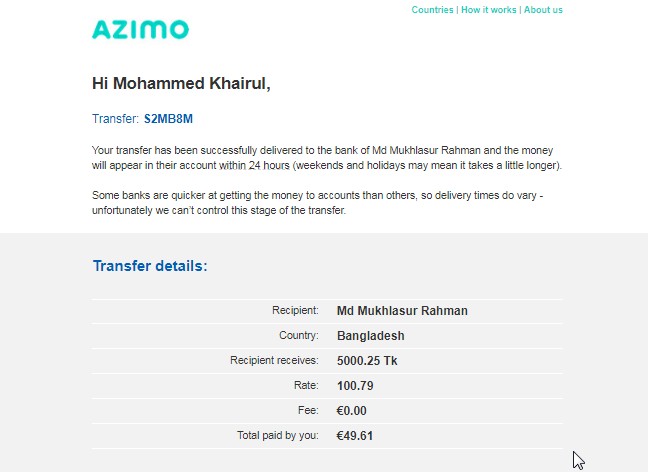 Countries | How it works | About us
AZIMO
Hi Mohammed Khairul,
Transfer: S2MB8M
Your transfer has been successfully delivered to the bank of Md Mukhlasur Rahman and the money
will appear in their account within 24 hours (weekends and holidays may mean it takes a little longer).
Some banks are quicker at getting the money to accounts than others, so delivery times do vary -
unfortunately we can't control this stage of the transfer.
Transfer details:
Recipient: Md Mukhlasur Rahman
Country: Bangladesh
Recipient receives: 5000.25 Tk
Rate: 100.79
Fee: €0.00
Total paid by you: €49.61